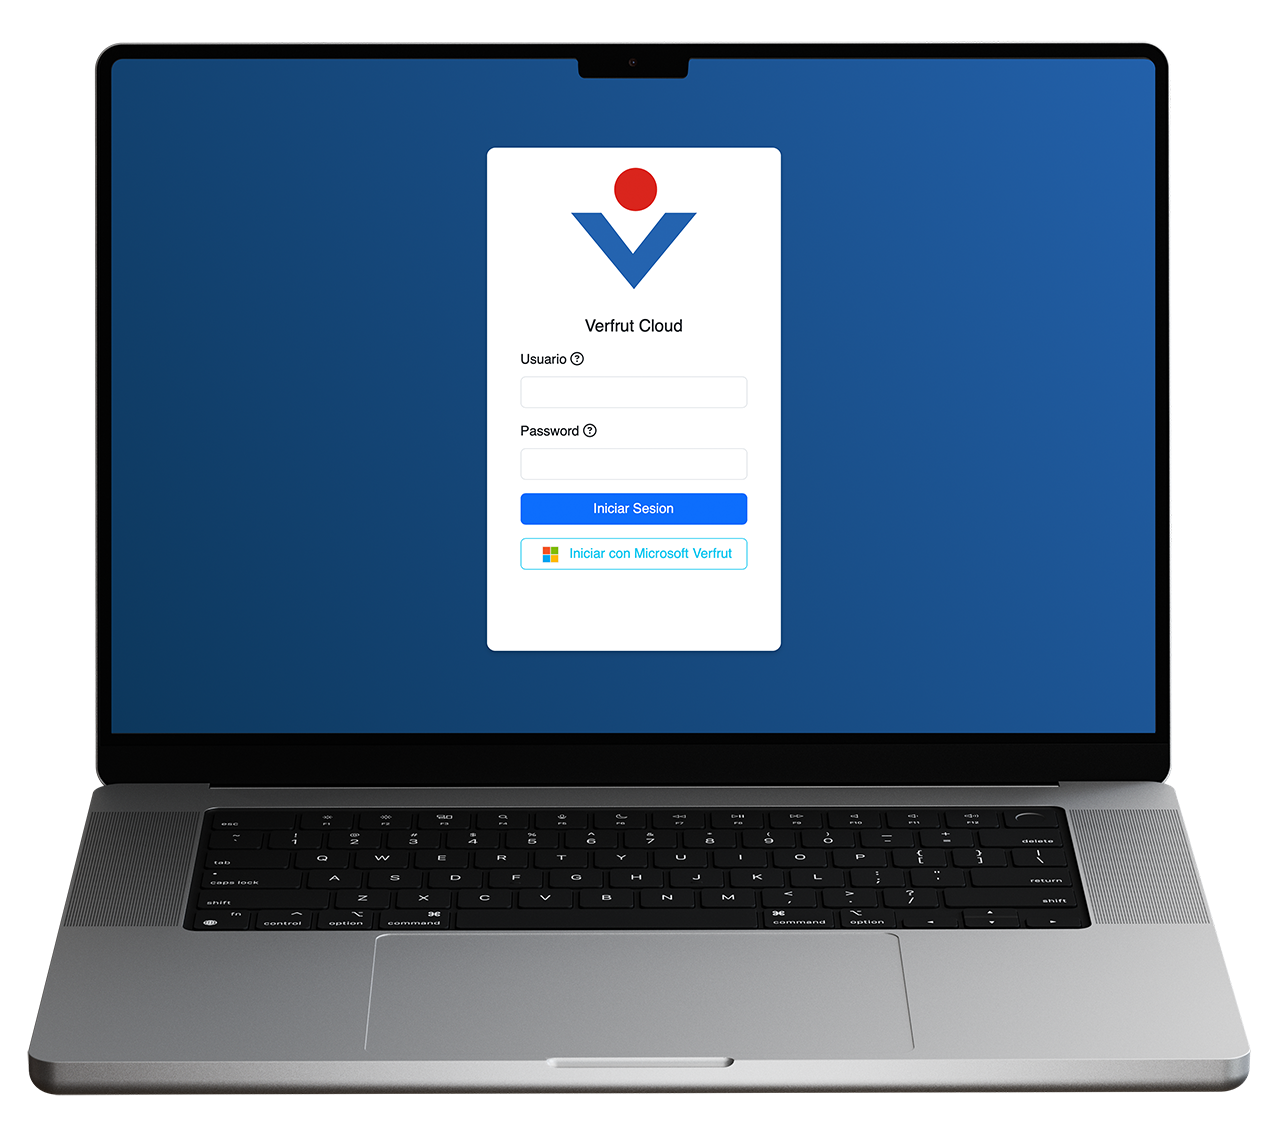 Verfrut Cloud
Usuario ?
Password ?
Iniciar Sesion
Iniciar con Microsoft Verfrut
esc F1 F2 F3 F4 F5 F6 F7 F8 F9 F10 F11 F12
~ ! @ # $ % ^ & * ( ) — +
` 1 2 3 4 5 6 7 8 9 0 - = delete
tab Q W E R T Y U I O P { [ } ] | \
caps lock A S D F G H J K L : ; " ' return
shift Z X C V B N M < , > . ? / shift
fn control option command command option